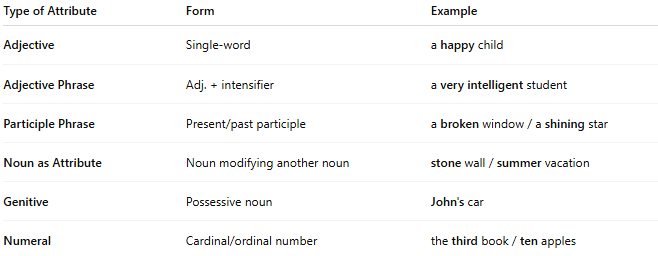 Type of Attribute Form Example
Adjective Single-word a happy child
Adjective Phrase Adj. + intensifier a very intelligent student
Participle Phrase Present/past participle a broken window / a shining star
Noun as Attribute Noun modifying another noun stone wall / summer vacation
Genitive Possessive noun John's car
Numeral Cardinal/ordinal number the third book / ten apples